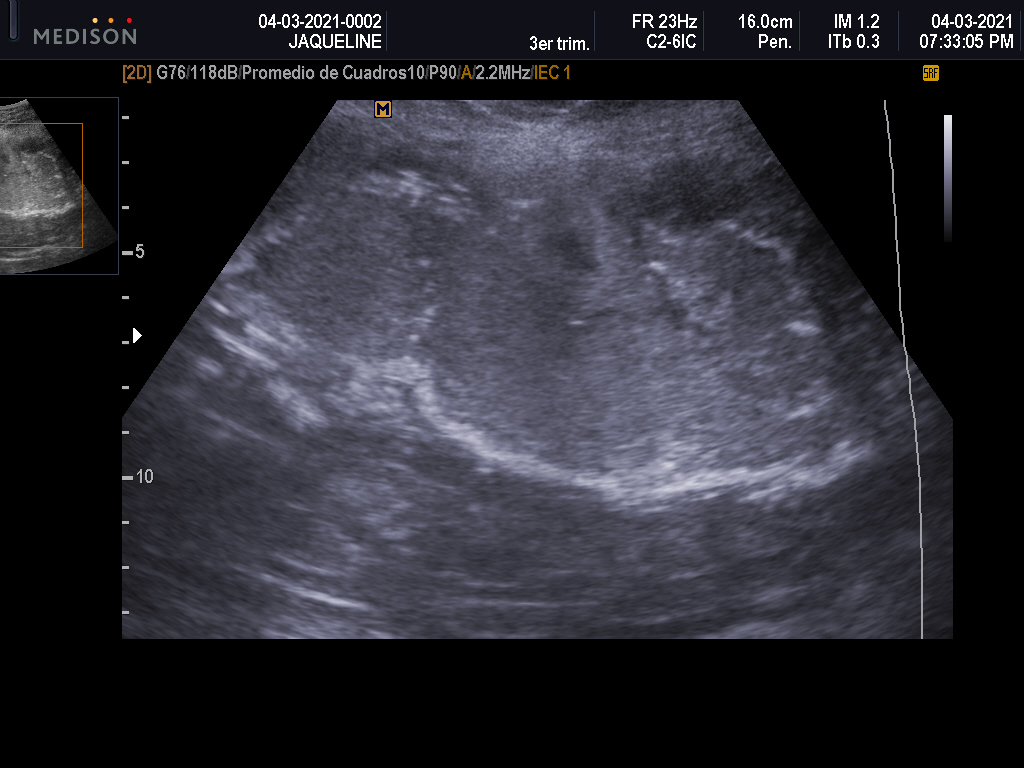 MEDISON
04-03-2021-0002
JAQUELINE
3er trim.
FR 23Hz
C2-6IC
16.0cm
Pen.
IM 1.2
ITb 0.3
04-03-2021
07:33:05 PM
[2D] G76/118dB/Promedio de Cuadros10/P90/A/2.2MHz/IEC 1
SRF
M
5
10